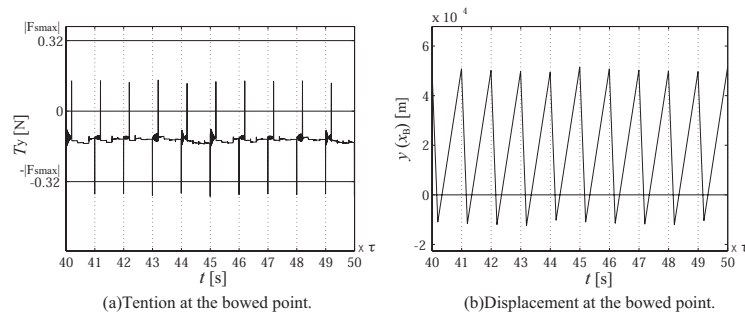 |Fsmax|
0.32
0
-|Fsmax|
-0.32
Ty [N]
40 41 42 43 44 45 46 47 48 49 50
x τ
t [s]
(a)Tention at the bowed point.
x 10⁴
6
4
2
0
-2
y (xB) [m]
40 41 42 43 44 45 46 47 48 49 50
x τ
t [s]
(b)Displacement at the bowed point.